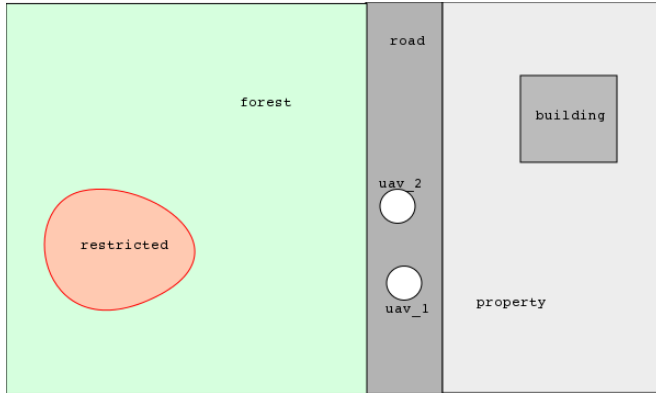 road
forest
building
uav_2
restricted
property
uav_1